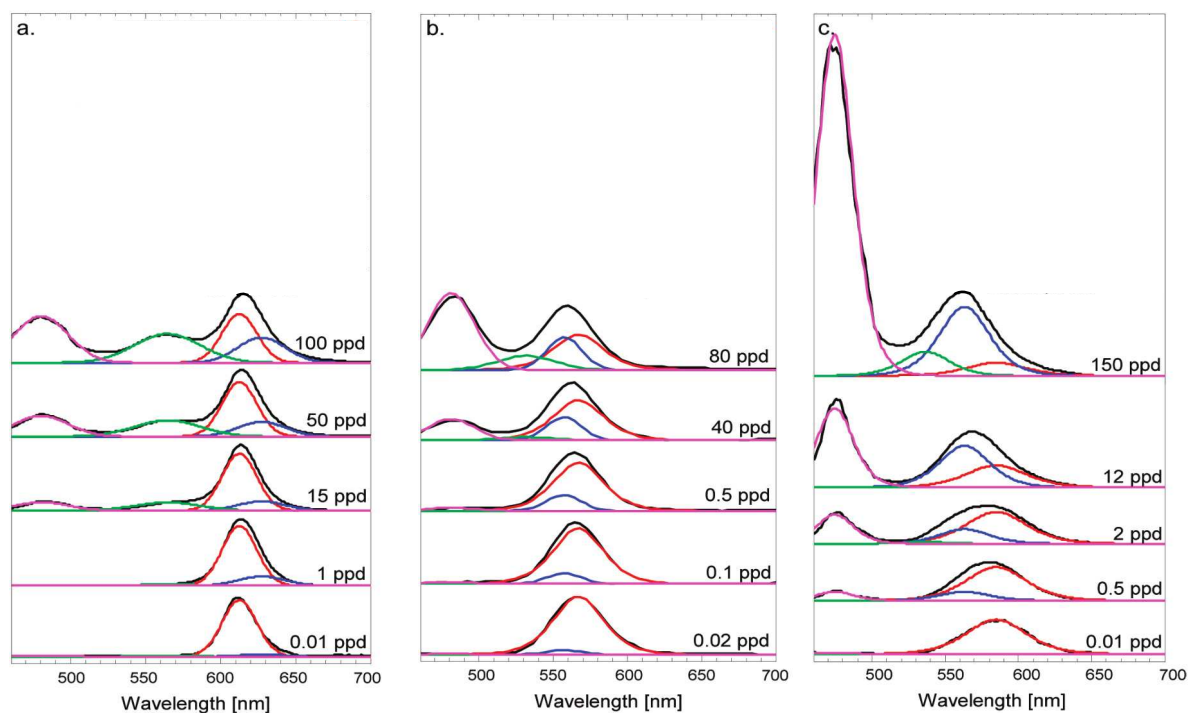 a.
100 ppd
50 ppd
15 ppd
1 ppd
0.01 ppd
500 550 600 650 700
Wavelength [nm]
b.
80 ppd
40 ppd
0.5 ppd
0.1 ppd
0.02 ppd
500 550 600 650 700
Wavelength [nm]
c.
150 ppd
12 ppd
2 ppd
0.5 ppd
0.01 ppd
500 550 600 650 700
Wavelength [nm]